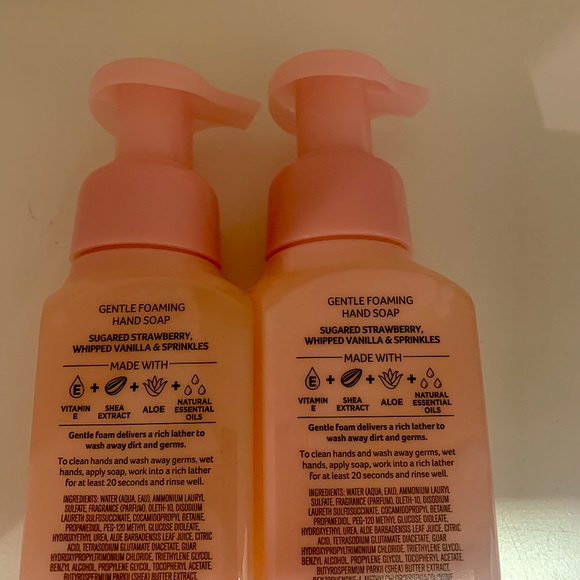 GENTLE FOAMING
HAND SOAP
SUGARED STRAWBERRY,
WHIPPED VANILLA & SPRINKLES
MADE WITH
E + + +
VITAMIN E
SHEA EXTRACT
ALOE
NATURAL ESSENTIAL OILS
Gentle foam delivers a rich lather to
wash away dirt and germs.
To clean hands and wash away germs, wet
hands, apply soap, work into a rich lather
for at least 20 seconds and rinse well.
INGREDIENTS: WATER (AQUA, EAU), AMMONIUM LAURYL
SULFATE, FRAGRANCE (PARFUM), OLETH-10, DISODIUM
LAURETH SULFOSUCCINATE, COCAMIDOPROPYL BETAINE,
PROPANEDIOL, PEG-120 METHYL GLUCOSE DIOLEATE,
HYDROXYETHYL UREA, ALOE BARBADENSIS LEAF JUICE, CITRIC
ACID, TETRASODIUM GLUTAMATE DIACETATE, GUAR
HYDROXYPROPYLTRIMONIUM CHLORIDE, TRIETHYLENE GLYCOL,
BENZYL ALCOHOL, PROPYLENE GLYCOL, TOCOPHERYL ACETATE,
BUTYROSPERMUM PARKII (SHEA) BUTTER EXTRACT,
GENTLE FOAMING
HAND SOAP
SUGARED STRAWBERRY,
WHIPPED VANILLA & SPRINKLES
MADE WITH
E + + +
VITAMIN E
SHEA EXTRACT
ALOE
NATURAL ESSENTIAL OILS
Gentle foam delivers a rich lather to
wash away dirt and germs.
To clean hands and wash away germs, wet
hands, apply soap, work into a rich lather
for at least 20 seconds and rinse well.
INGREDIENTS: WATER (AQUA, EAU), AMMONIUM LAURYL
SULFATE, FRAGRANCE (PARFUM), OLETH-10, DISODIUM
LAURETH SULFOSUCCINATE, COCAMIDOPROPYL BETAINE,
PROPANEDIOL, PEG-120 METHYL GLUCOSE DIOLEATE,
HYDROXYETHYL UREA, ALOE BARBADENSIS LEAF JUICE, CITRIC
ACID, TETRASODIUM GLUTAMATE DIACETATE, GUAR
HYDROXYPROPYLTRIMONIUM CHLORIDE, TRIETHYLENE GLYCOL,
BENZYL ALCOHOL, PROPYLENE GLYCOL, TOCOPHERYL ACETATE,
BUTYROSPERMUM PARKII (SHEA) BUTTER EXTRACT,